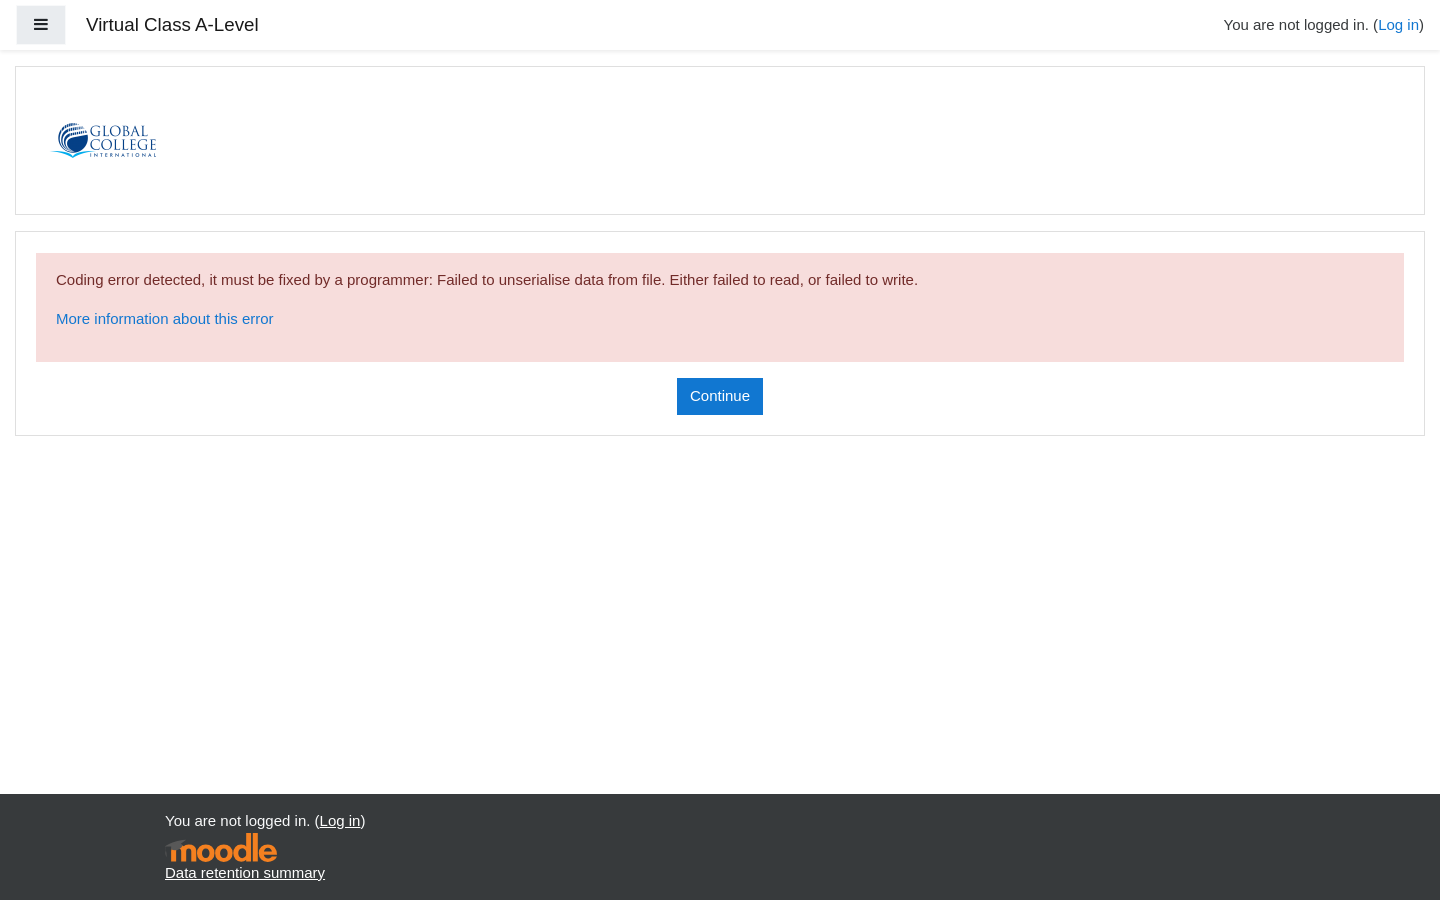 Virtual Class A-Level
You are not logged in. (Log in)
GLOBAL
COLLEGE
INTERNATIONAL
Coding error detected, it must be fixed by a programmer: Failed to unserialise data from file. Either failed to read, or failed to write.
More information about this error
Continue
You are not logged in. (Log in)
moodle
Data retention summary